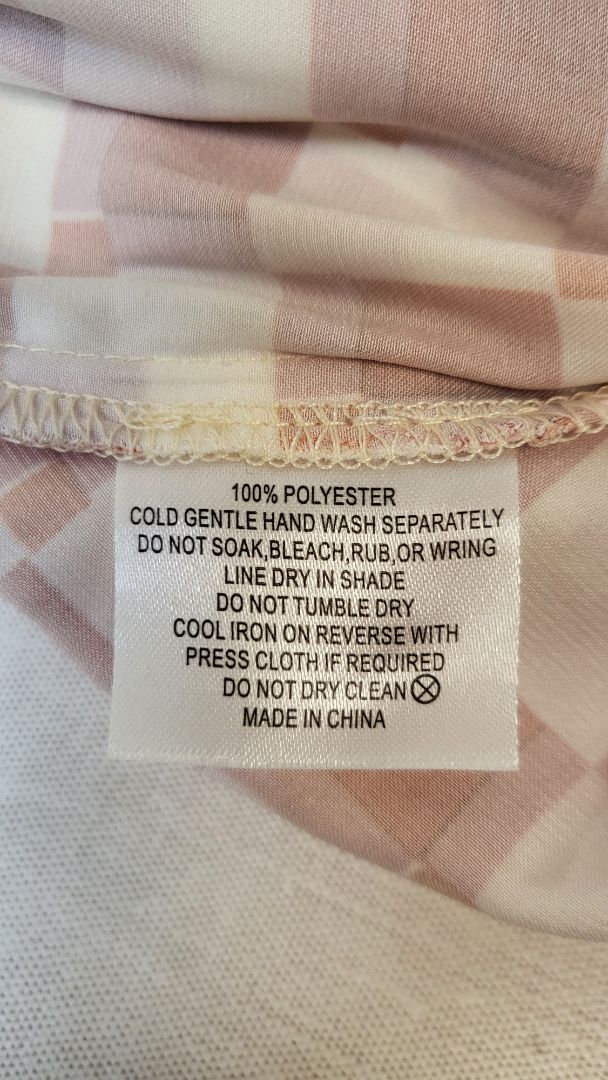 100% POLYESTER
COLD GENTLE HAND WASH SEPARATELY
DO NOT SOAK,BLEACH,RUB,OR WRING
LINE DRY IN SHADE
DO NOT TUMBLE DRY
COOL IRON ON REVERSE WITH
PRESS CLOTH IF REQUIRED
DO NOT DRY CLEAN
MADE IN CHINA